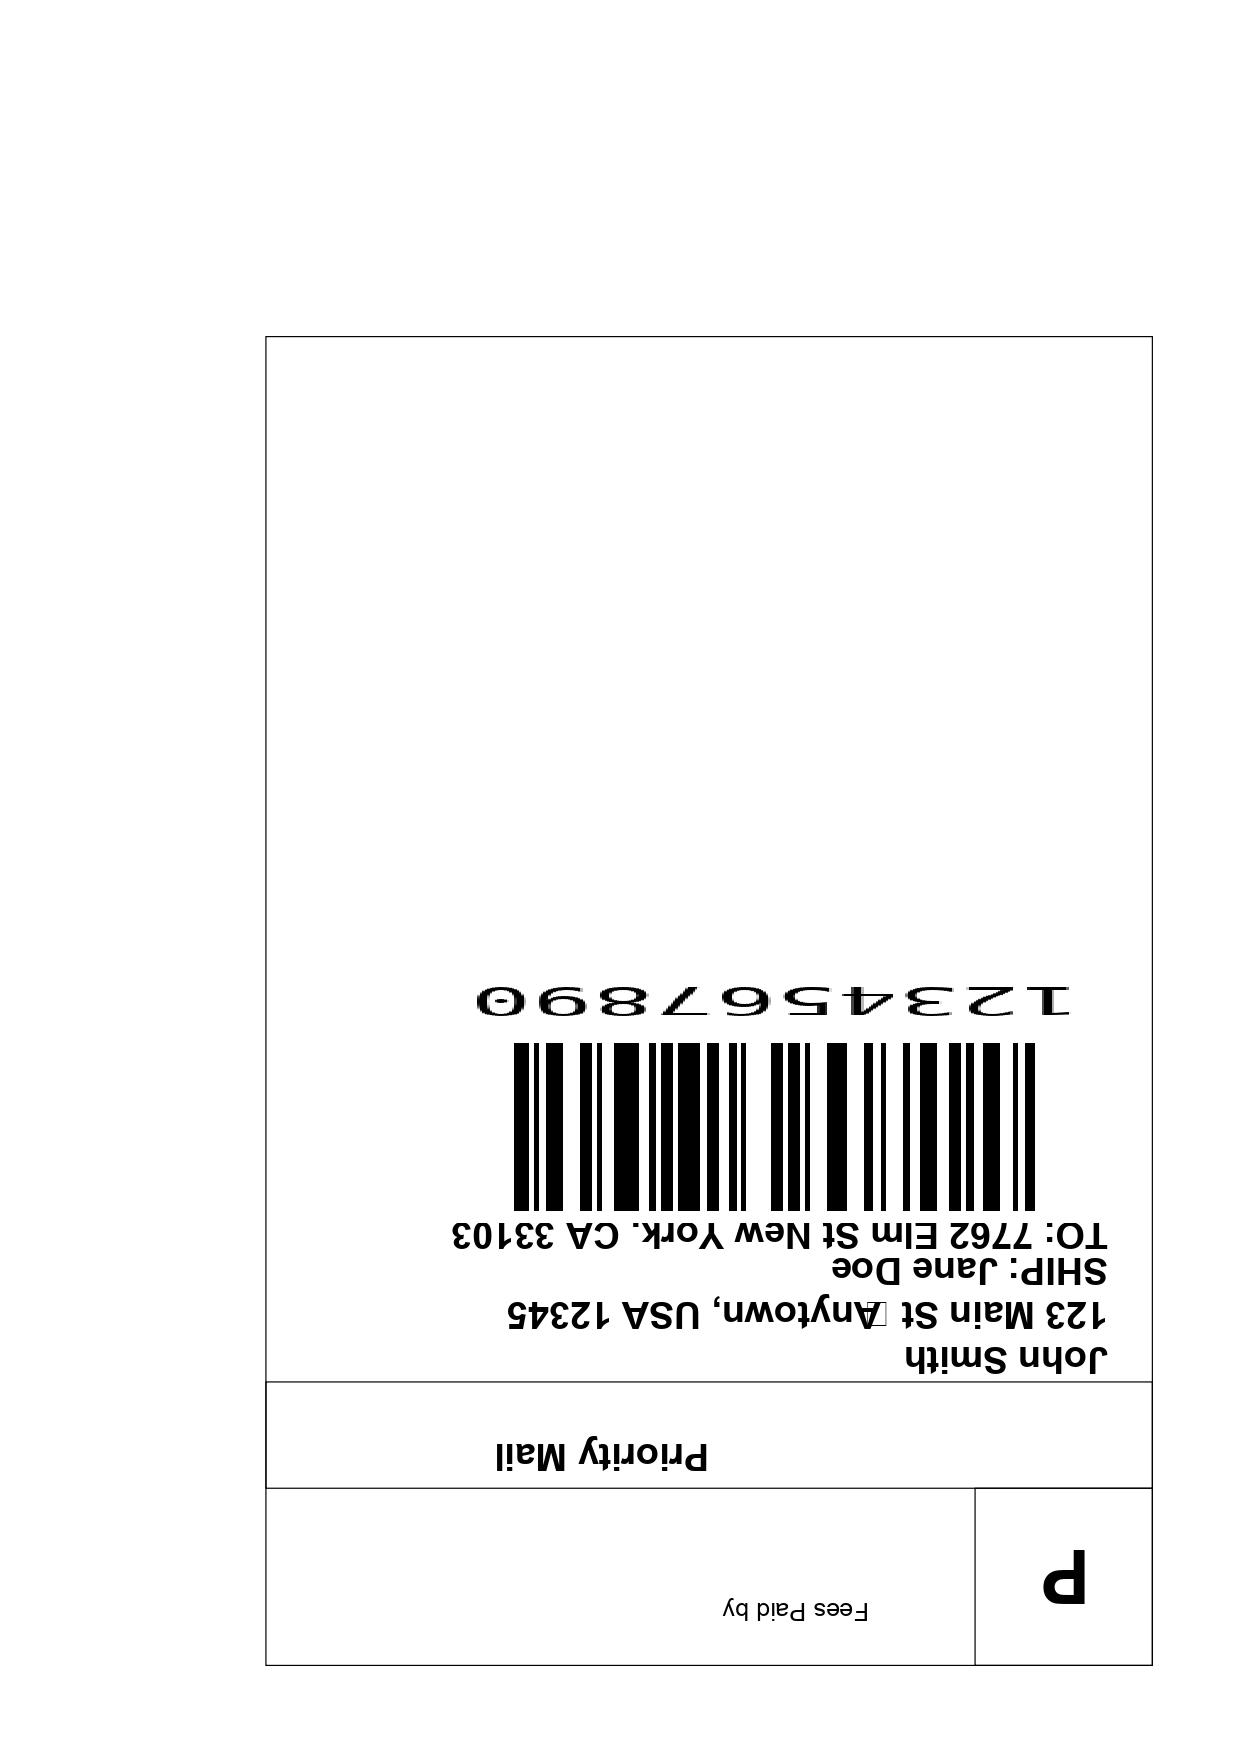 P
Fees Paid by
Priority Mail
John Smith
123 Main St □Anytown, USA 12345
SHIP: Jane Doe
TO: 7762 Elm St New York. CA 33103
1234567890